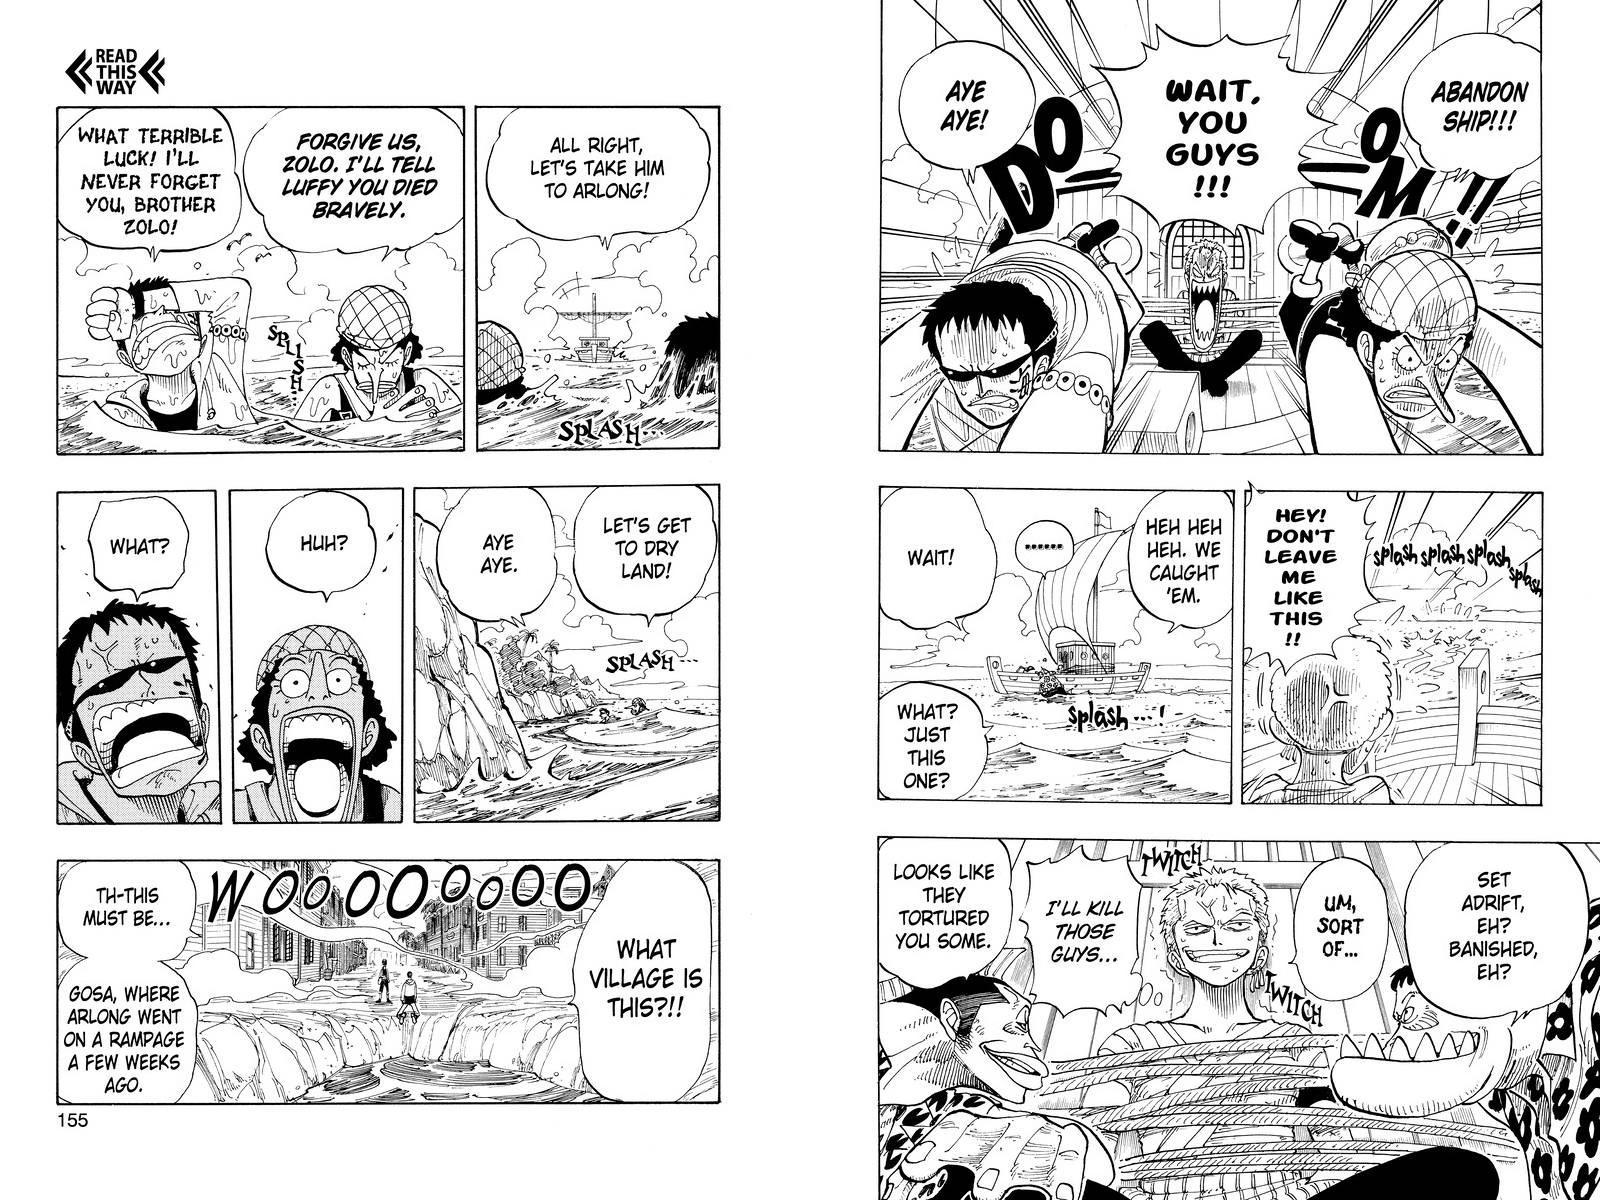 ABANDON
SHIP!!!
WAIT,
YOU
GUYS
!!!
AYE
AYE!
DO—OM!!
HEY!
DON'T
LEAVE
ME
LIKE
THIS
!!
splash splash splash
splash
HEH HEH
HEH. WE
CAUGHT
'EM.
......
WAIT!
splash...!
WHAT?
JUST
THIS
ONE?
SET
ADRIFT,
EH?
BANISHED,
EH?
UM,
SORT
OF...
TWITCH
TWITCH
I'LL KILL
THOSE
GUYS...
LOOKS LIKE
THEY
TORTURED
YOU SOME.
READ
THIS
WAY
ALL RIGHT,
LET'S TAKE HIM
TO ARLONG!
SPLASH...
FORGIVE US,
ZOLO. I'LL TELL
LUFFY YOU DIED
BRAVELY.
SPLISH
WHAT TERRIBLE
LUCK! I'LL
NEVER FORGET
YOU, BROTHER
ZOLO!
LET'S GET
TO DRY
LAND!
AYE
AYE.
SPLASH...
HUH?
WHAT?
WHAT
VILLAGE IS
THIS?!!
WOOOOOOOO
TH-THIS
MUST BE...
GOSA, WHERE
ARLONG WENT
ON A RAMPAGE
A FEW WEEKS
AGO.
155